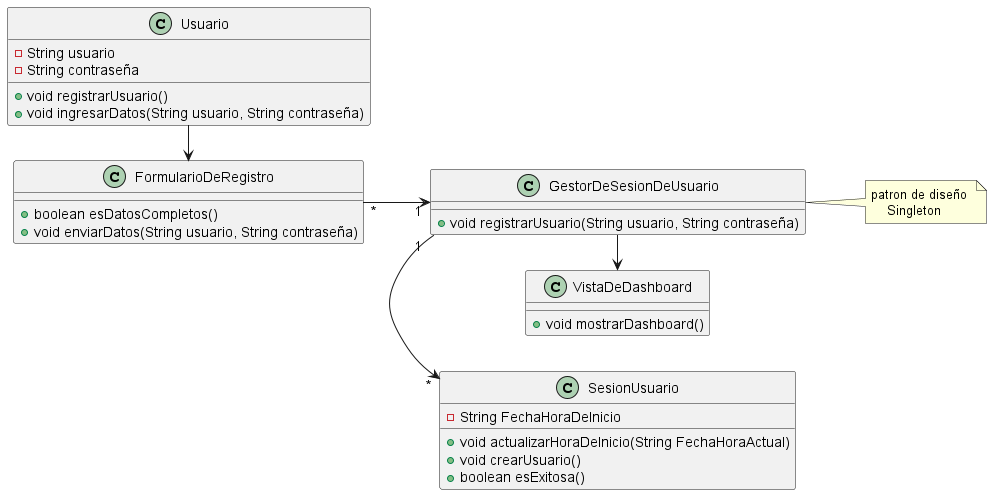 C Usuario
String usuario
String contraseña
void registrarUsuario()
void ingresarDatos(String usuario, String contraseña)
C FormularioDeRegistro
boolean esDatosCompletos()
void enviarDatos(String usuario, String contraseña)
* 1
C GestorDeSesionDeUsuario
void registrarUsuario(String usuario, String contraseña)
patron de diseño
Singleton
1
C VistaDeDashboard
void mostrarDashboard()
*
C SesionUsuario
String FechaHoraDeInicio
void actualizarHoraDeInicio(String FechaHoraActual)
void crearUsuario()
boolean esExitosa()